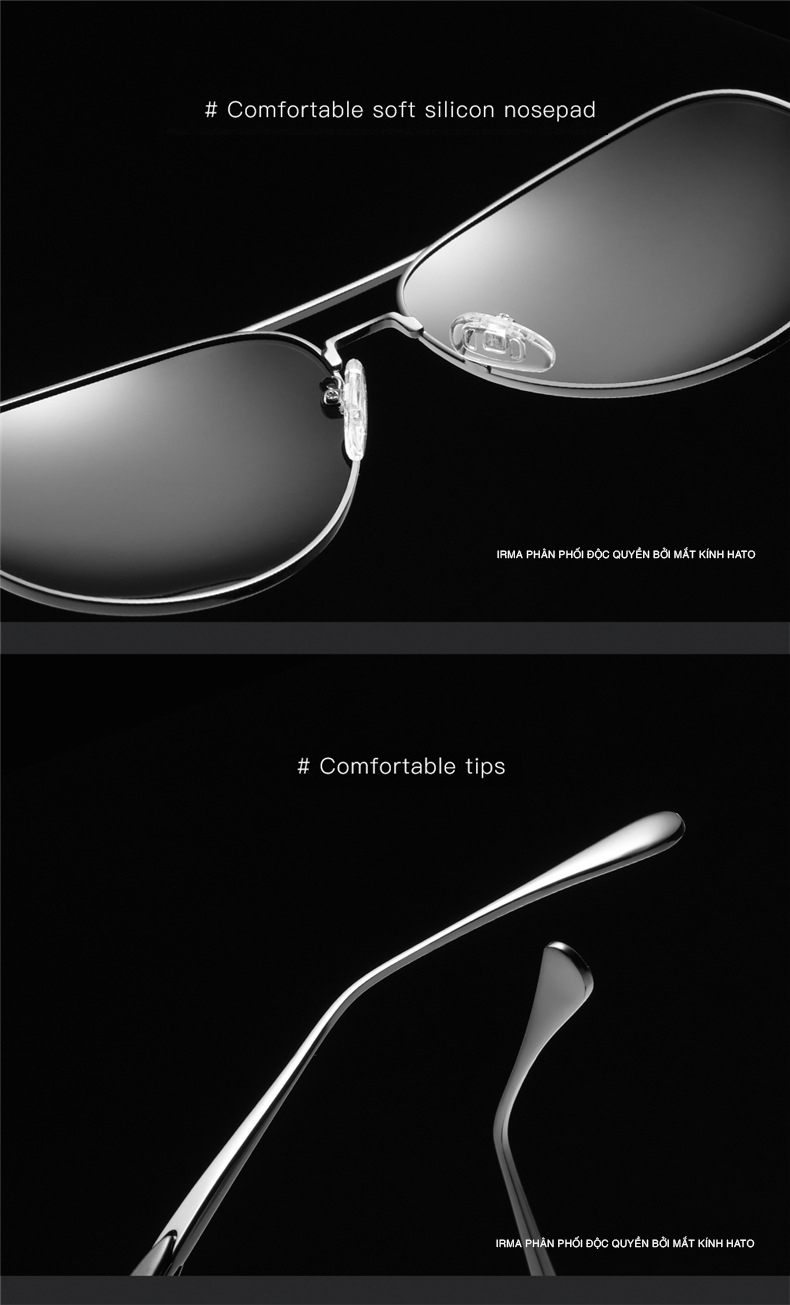 # Comfortable soft silicon nosepad
IRMA PHÂN PHỐI ĐỘC QUYỀN BỞI MẮT KÍNH HATO
# Comfortable tips
IRMA PHÂN PHỐI ĐỘC QUYỀN BỞI MẮT KÍNH HATO